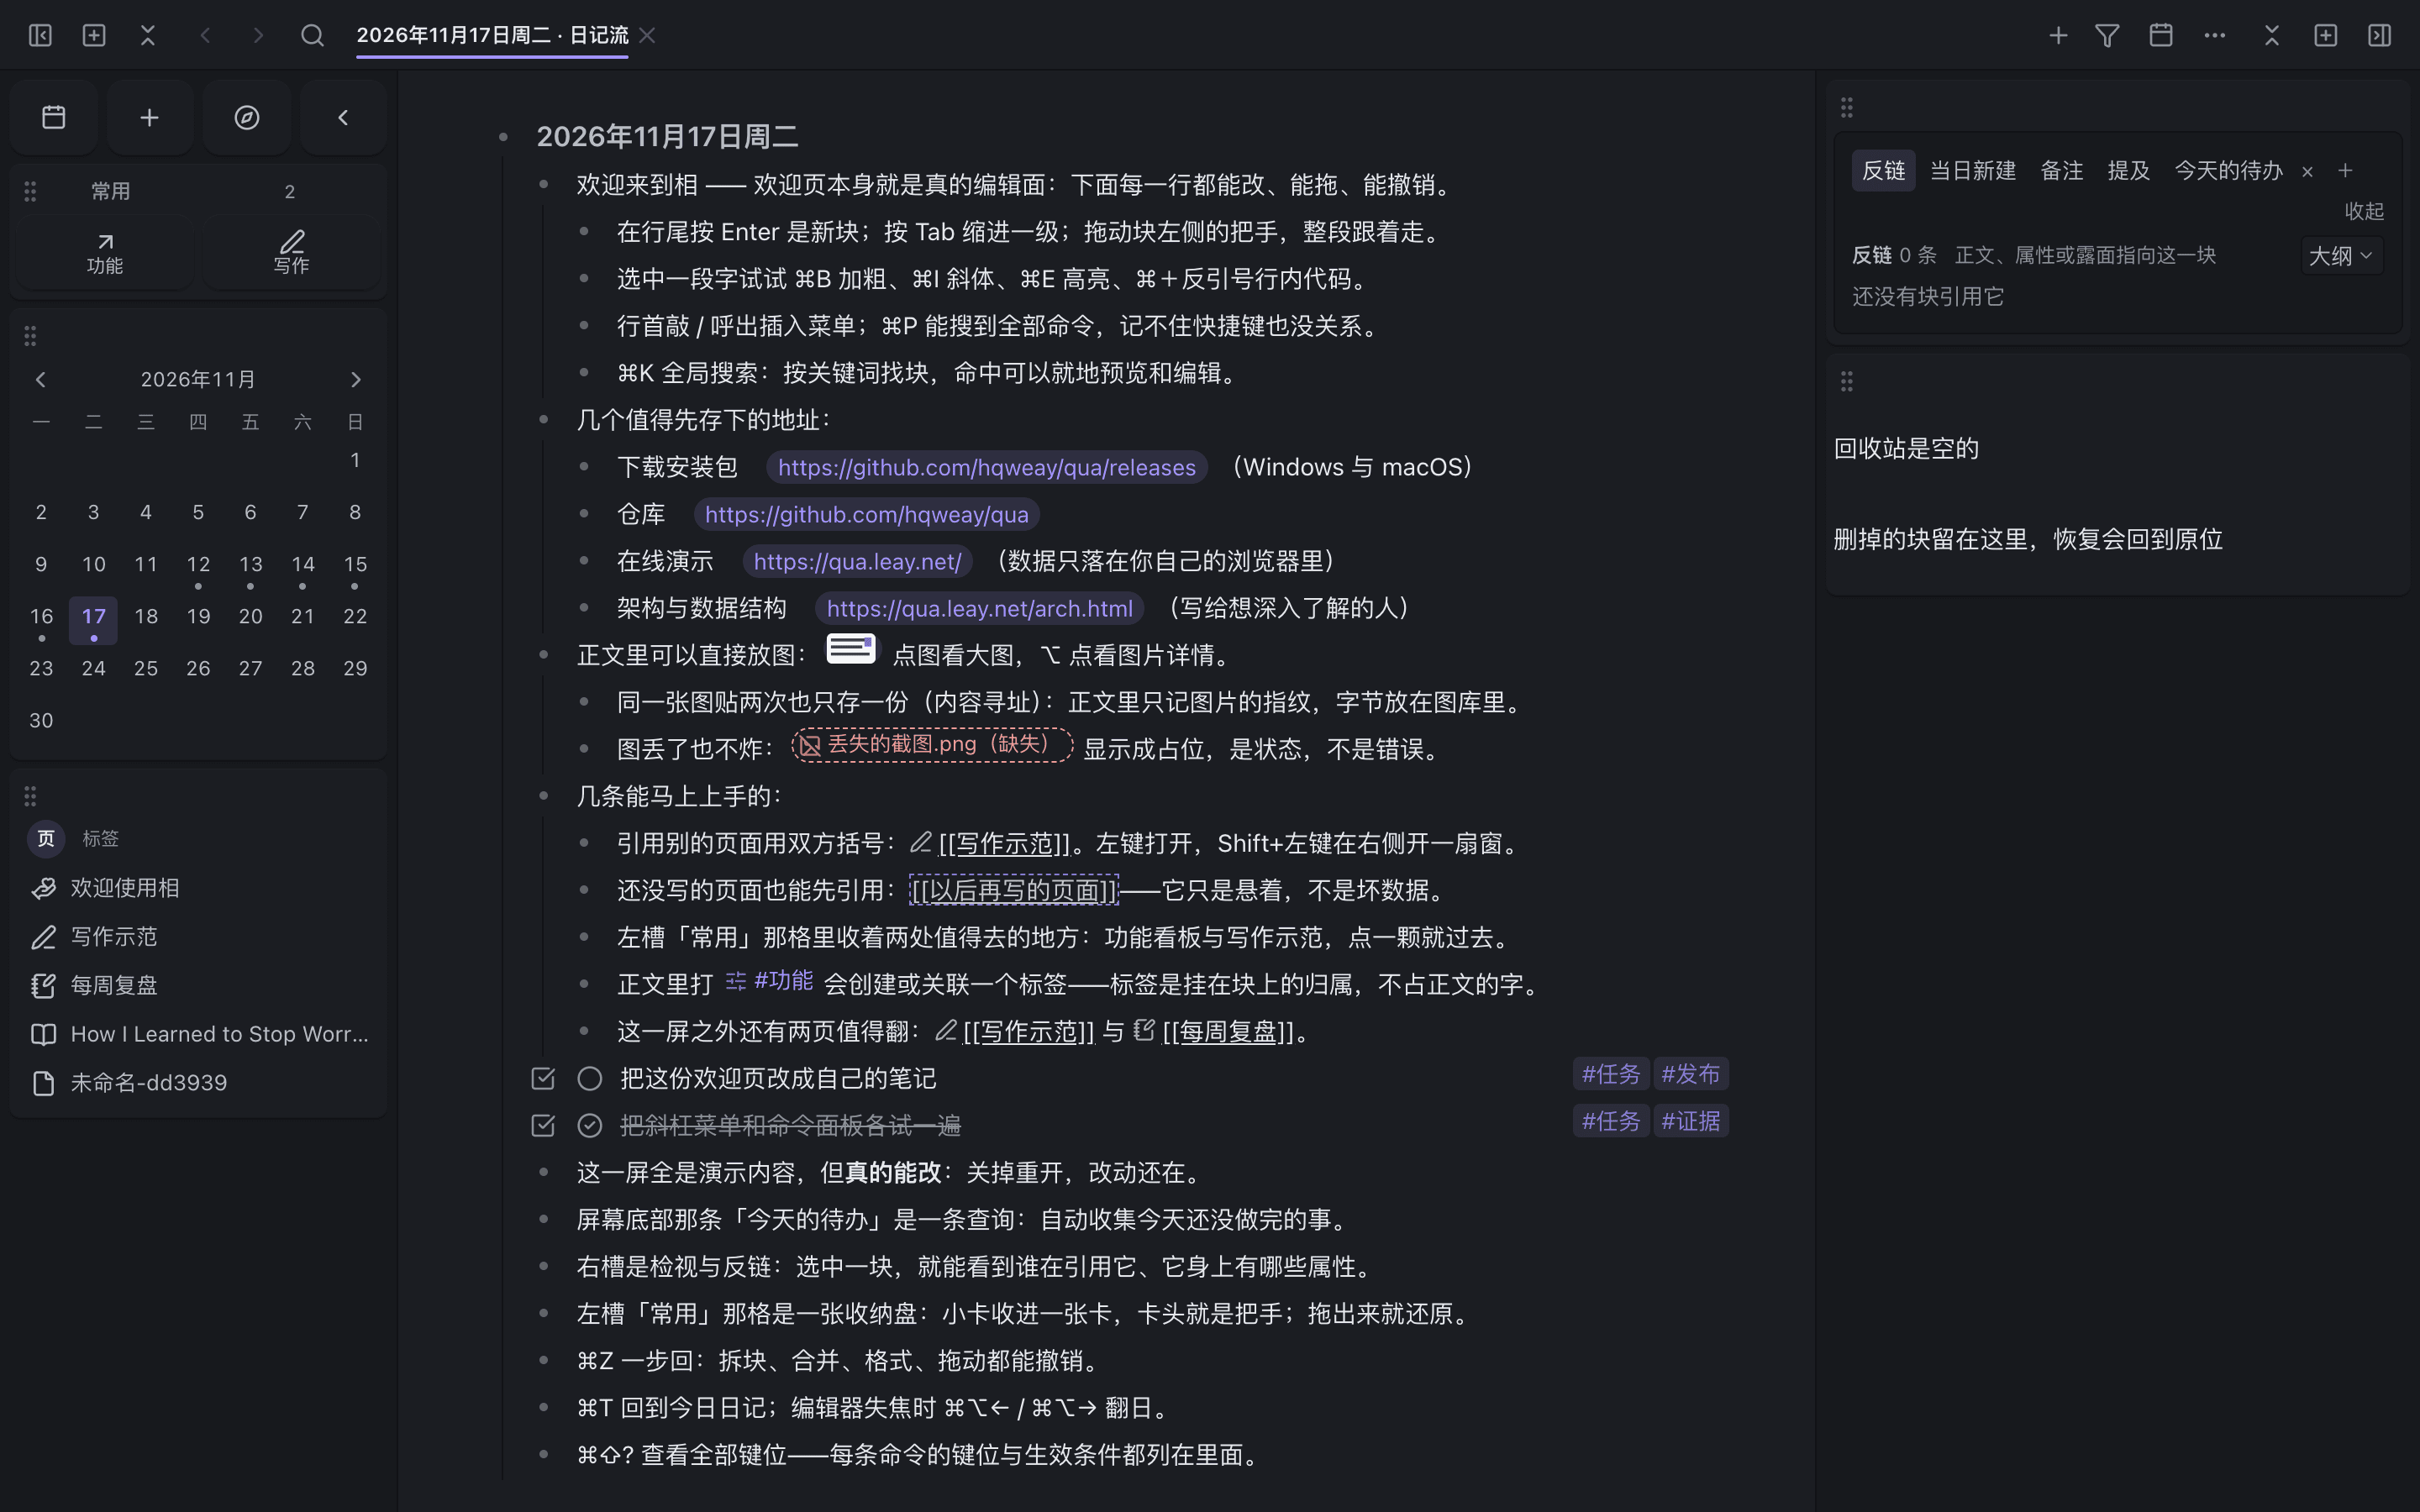 2026年11月17日周二 · 日记流
常用 2
功能 写作
2026年11月
一 二 三 四 五 六 日
1
2 3 4 5 6 7 8
9 10 11 12 13 14 15
16 17 18 19 20 21 22
23 24 25 26 27 28 29
30
页 标签
欢迎使用相
写作示范
每周复盘
How I Learned to Stop Worr...
未命名-dd3939
2026年11月17日周二
欢迎来到相 —— 欢迎页本身就是真的编辑面：下面每一行都能改、能拖、能撤销。
在行尾按 Enter 是新块；按 Tab 缩进一级；拖动块左侧的把手，整段跟着走。
选中一段字试试 ⌘B 加粗、⌘I 斜体、⌘E 高亮、⌘＋反引号行内代码。
行首敲 / 呼出插入菜单；⌘P 能搜到全部命令，记不住快捷键也没关系。
⌘K 全局搜索：按关键词找块，命中可以就地预览和编辑。
几个值得先存下的地址：
下载安装包 https://github.com/hqweay/qua/releases （Windows 与 macOS）
仓库 https://github.com/hqweay/qua
在线演示 https://qua.leay.net/ （数据只落在你自己的浏览器里）
架构与数据结构 https://qua.leay.net/arch.html （写给想深入了解的人）
正文里可以直接放图： 点图看大图，⌥ 点看图片详情。
同一张图贴两次也只存一份（内容寻址）：正文里只记图片的指纹，字节放在图库里。
图丢了也不炸： 丢失的截图.png（缺失） 显示成占位，是状态，不是错误。
几条能马上上手的：
引用别的页面用双方括号： [[写作示范]]。左键打开，Shift+左键在右侧开一扇窗。
还没写的页面也能先引用：[[以后再写的页面]]——它只是悬着，不是坏数据。
左槽「常用」那格里收着两处值得去的地方：功能看板与写作示范，点一颗就过去。
正文里打 #功能 会创建或关联一个标签——标签是挂在块上的归属，不占正文的字。
这一屏之外还有两页值得翻： [[写作示范]] 与 [[每周复盘]]。
把这份欢迎页改成自己的笔记 #任务 #发布
把斜杠菜单和命令面板各试一遍 #任务 #证据
这一屏全是演示内容，但真的能改：关掉重开，改动还在。
屏幕底部那条「今天的待办」是一条查询：自动收集今天还没做完的事。
右槽是检视与反链：选中一块，就能看到谁在引用它、它身上有哪些属性。
左槽「常用」那格是一张收纳盘：小卡收进一张卡，卡头就是把手；拖出来就还原。
⌘Z 一步回：拆块、合并、格式、拖动都能撤销。
⌘T 回到今日日记；编辑器失焦时 ⌘⌥← / ⌘⌥→ 翻日。
⌘⇧? 查看全部键位——每条命令的键位与生效条件都列在里面。
反链 当日新建 备注 提及 今天的待办 × +
收起
反链 0 条 正文、属性或露面指向这一块 大纲
还没有块引用它
回收站是空的
删掉的块留在这里，恢复会回到原位